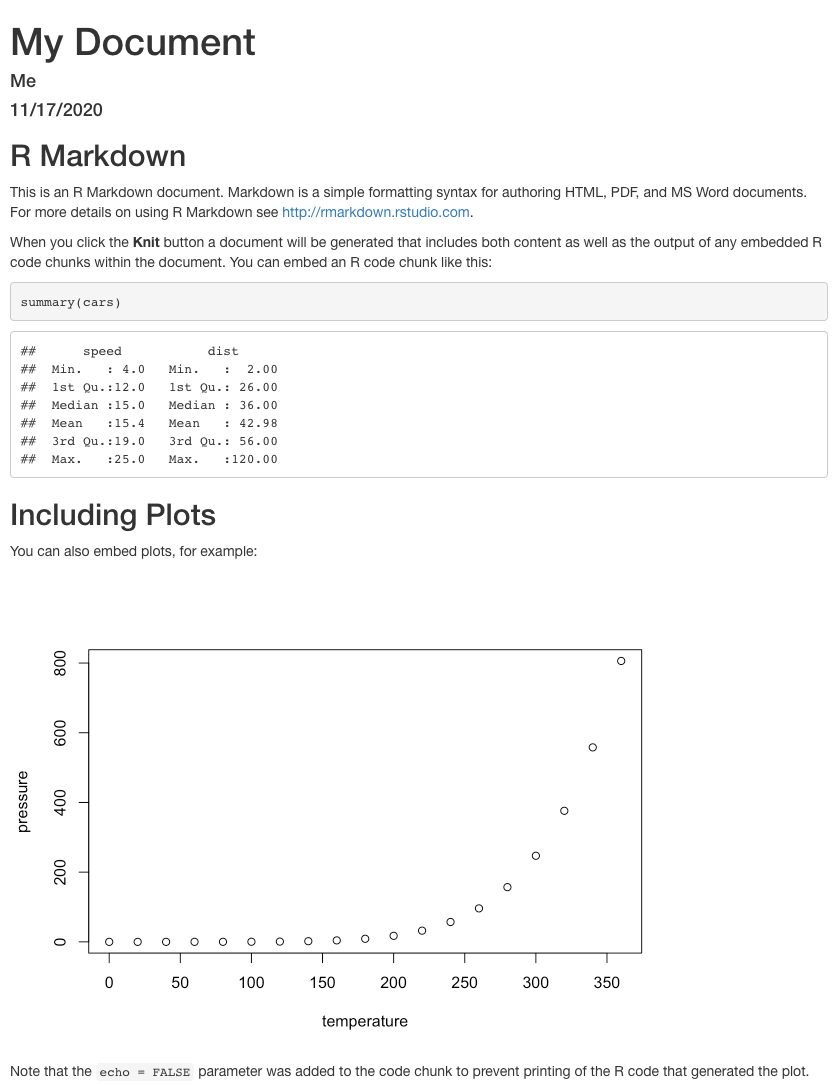 My Document
Me
11/17/2020
R Markdown
This is an R Markdown document. Markdown is a simple formatting syntax for authoring HTML, PDF, and MS Word documents.
For more details on using R Markdown see http://rmarkdown.rstudio.com.
When you click the Knit button a document will be generated that includes both content as well as the output of any embedded R
code chunks within the document. You can embed an R code chunk like this:
summary(cars)
##      speed           dist
##  Min.   : 4.0   Min.   :  2.00
##  1st Qu.:12.0   1st Qu.: 26.00
##  Median :15.0   Median : 36.00
##  Mean   :15.4   Mean   : 42.98
##  3rd Qu.:19.0   3rd Qu.: 56.00
##  Max.   :25.0   Max.   :120.00
Including Plots
You can also embed plots, for example:
800
600
400
200
0
pressure
0 50 100 150 200 250 300 350
temperature
Note that the echo = FALSE parameter was added to the code chunk to prevent printing of the R code that generated the plot.